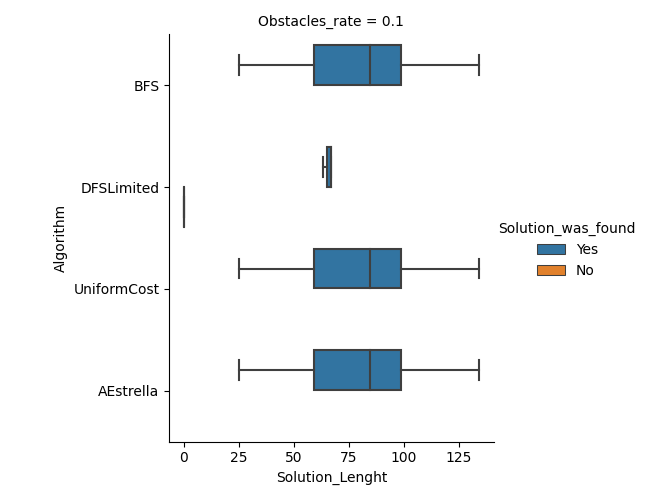 Obstacles_rate = 0.1
BFS
DFSLimited
UniformCost
AEstrella
Algorithm
0 25 50 75 100 125
Solution_Lenght
Solution_was_found
Yes
No